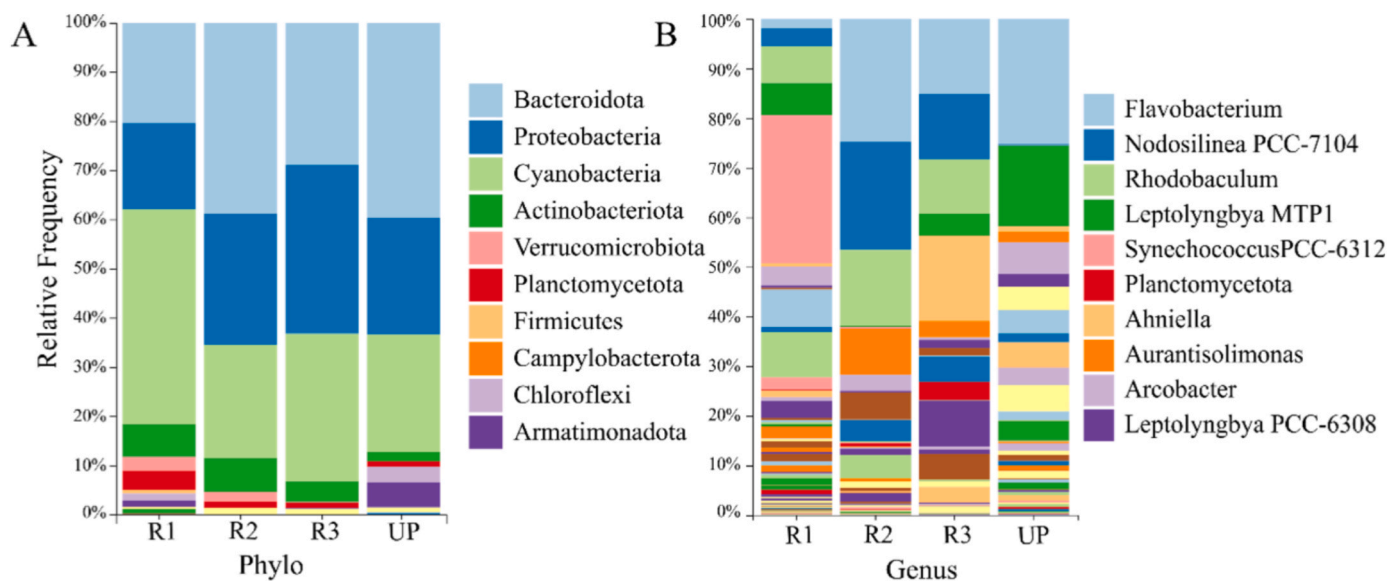 A
Relative Frequency
100%
90%
80%
70%
60%
50%
40%
30%
20%
10%
0%
R1 R2 R3 UP
Phylo
Bacteroidota
Proteobacteria
Cyanobacteria
Actinobacteriota
Verrucomicrobiota
Planctomycetota
Firmicutes
Campylobacterota
Chloroflexi
Armatimonadota
B
100%
90%
80%
70%
60%
50%
40%
30%
20%
10%
0%
R1 R2 R3 UP
Genus
Flavobacterium
Nodosilinea PCC-7104
Rhodobaculum
Leptolyngbya MTP1
SynechococcusPCC-6312
Planctomycetota
Ahniella
Aurantisolimonas
Arcobacter
Leptolyngbya PCC-6308